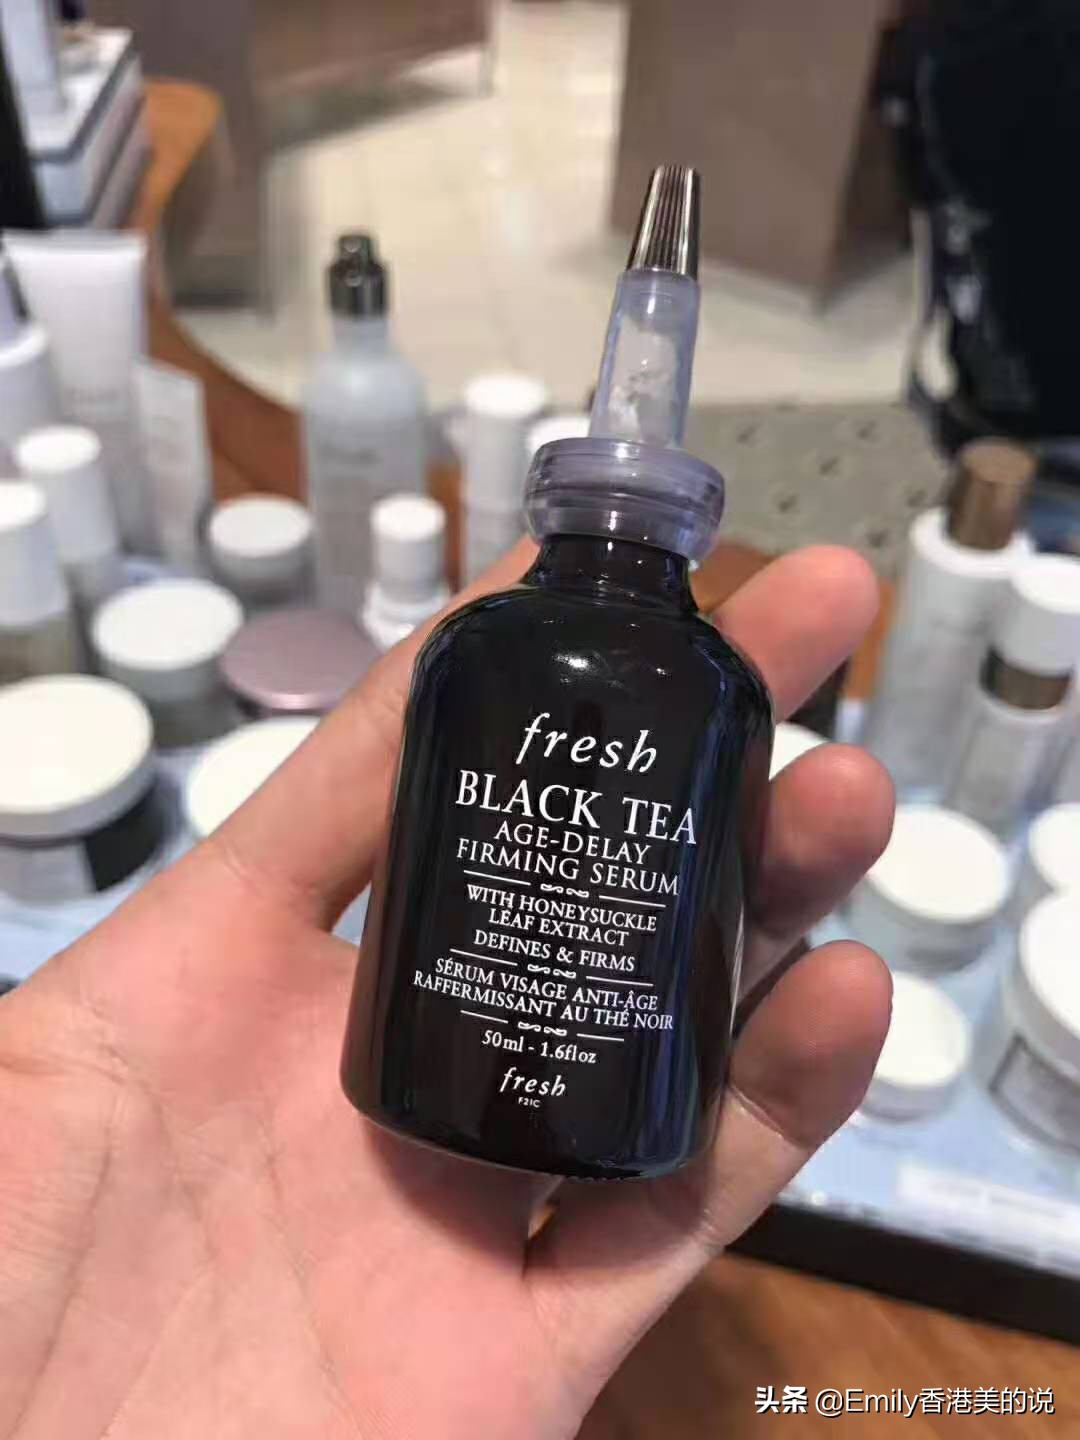 fresh
BLACK TEA
AGE-DELAY
FIRMING SERUM
WITH HONEYSUCKLE
LEAF EXTRACT
DEFINES & FIRMS
SÉRUM VISAGE ANTI-ÂGE
RAFFERMISSANT AU THÉ NOIR
50ml - 1.6floz
fresh
F21C
头条 @Emily香港美的说